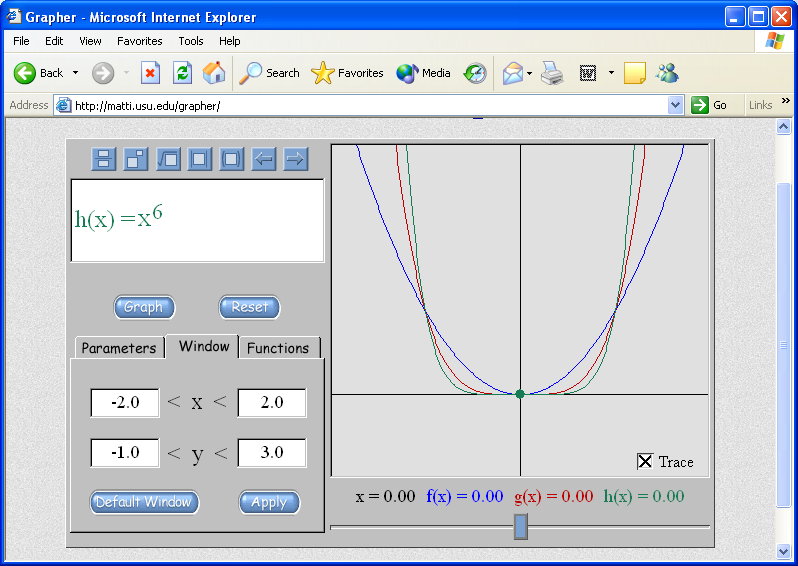 Grapher - Microsoft Internet Explorer
File Edit View Favorites Tools Help
Back Search Favorites Media W
Address http://matti.usu.edu/grapher/ Go Links »
h(x) = x⁶
Graph Reset
Parameters Window Functions
-2.0 < x < 2.0
-1.0 < y < 3.0
Default Window Apply
Trace
x = 0.00 f(x) = 0.00 g(x) = 0.00 h(x) = 0.00